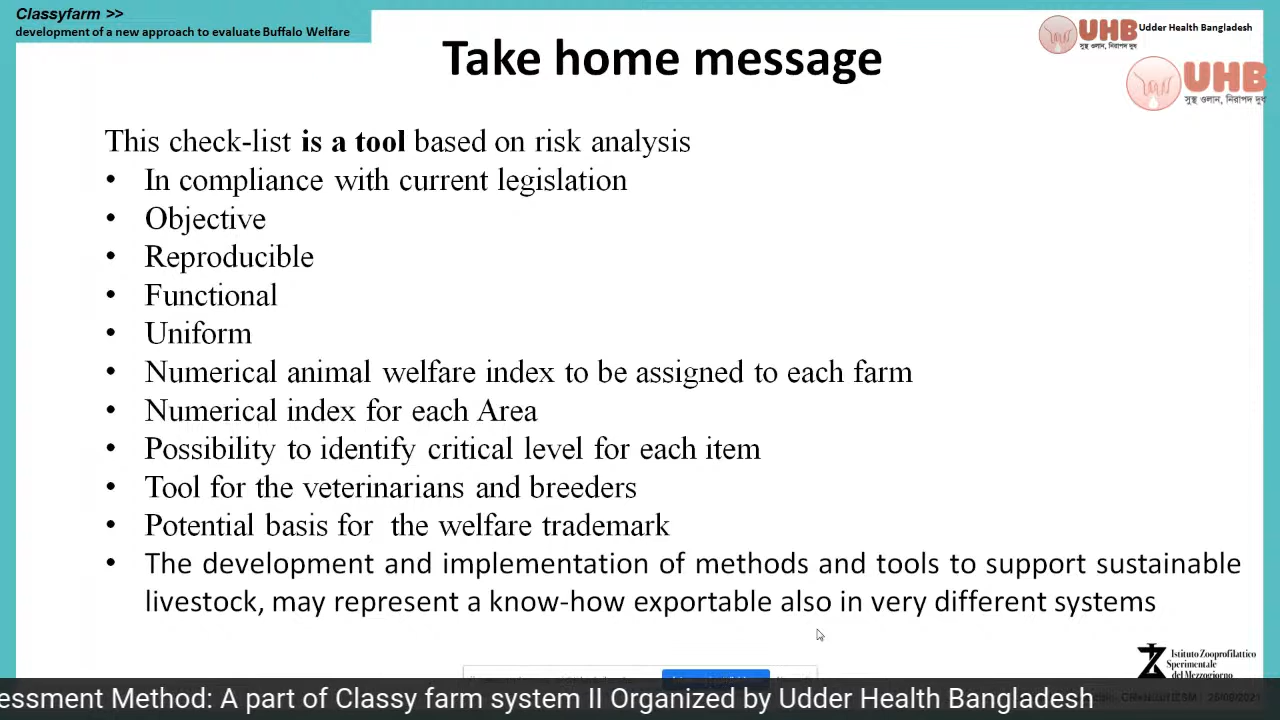 Classyfarm >>
development of a new approach to evaluate Buffalo Welfare
Take home message
UHB
Udder Health Bangladesh
সুস্থ ওলান, নিরাপদ দুধ
UHB
সুস্থ ওলান, নিরাপদ দুধ
This check-list is a tool based on risk analysis
• In compliance with current legislation
• Objective
• Reproducible
• Functional
• Uniform
• Numerical animal welfare index to be assigned to each farm
• Numerical index for each Area
• Possibility to identify critical level for each item
• Tool for the veterinarians and breeders
• Potential basis for the welfare trademark
• The development and implementation of methods and tools to support sustainable
livestock, may represent a know-how exportable also in very different systems
Istituto Zooprofilattico
Sperimentale
del Mezzogiorno
essment Method: A part of Classy farm system II Organized by Udder Health Bangladesh